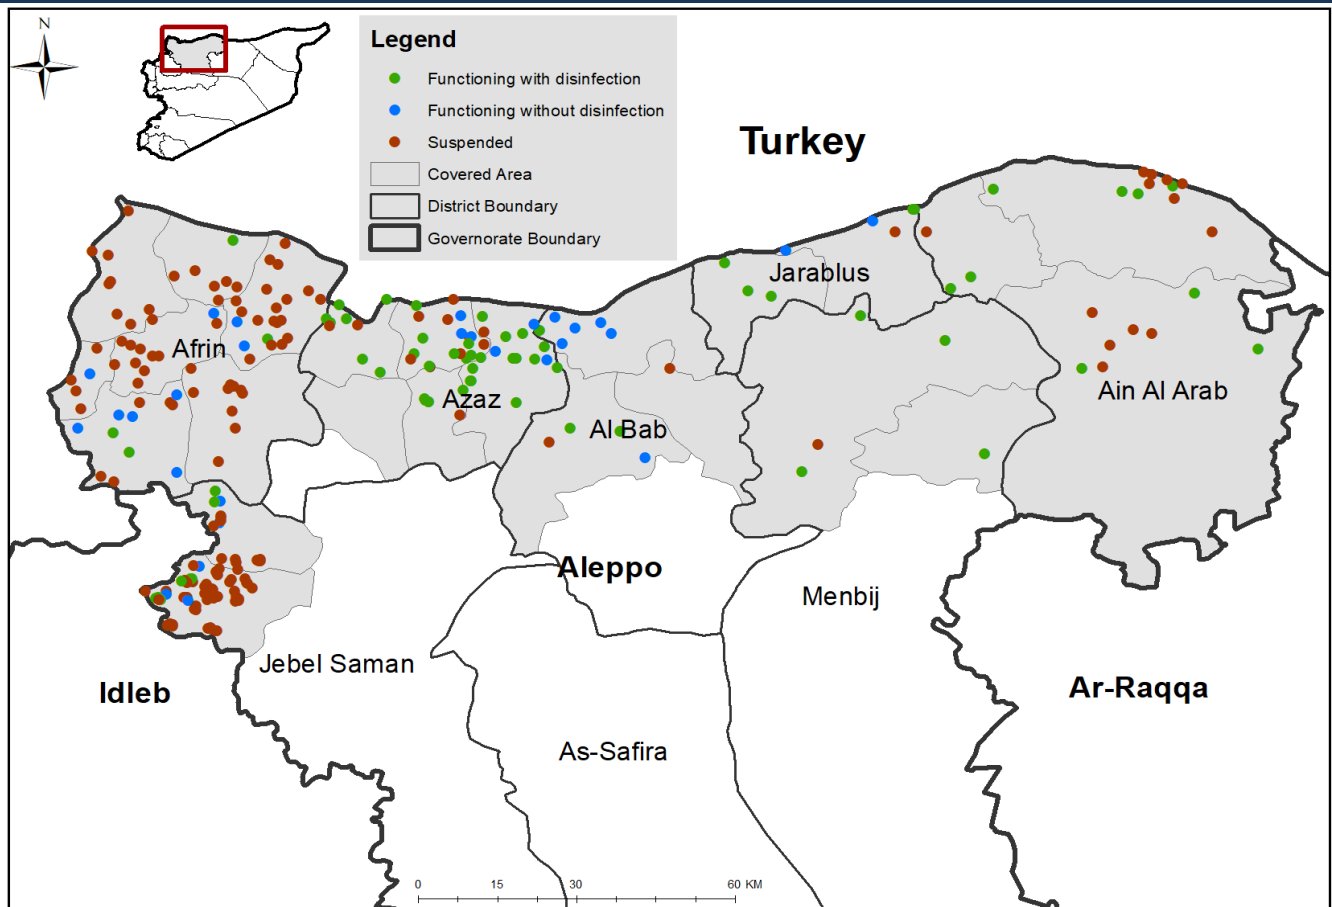 N
Legend
Functioning with disinfection
Functioning without disinfection
Suspended
Covered Area
District Boundary
Governorate Boundary
Turkey
Jarablus
Afrin
Ain Al Arab
Azaz
Al Bab
Aleppo
Menbij
Jebel Saman
Idleb
Ar-Raqqa
As-Safira
0 15 30 60 KM